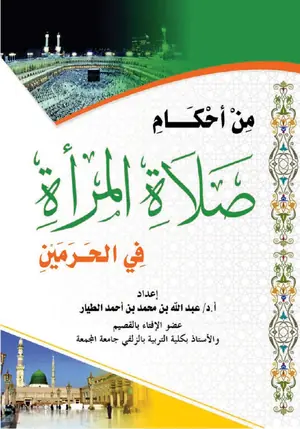 مِنْ أَحْكَـــامِ
صَلَاةِ المَرْأَةِ
فِي الحَرَمَيْنِ
إعداد
أ.د/ عبد الله بن محمد بن أحمد الطيار
عضو الإفتاء بالقصيم
والأستاذ بكلية التربية بالزلفي جامعة المجمعة